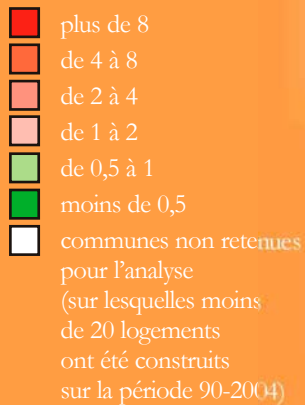 plus de 8
de 4 à 8
de 2 à 4
de 1 à 2
de 0,5 à 1
moins de 0,5
communes non retenues
pour l'analyse
(sur lesquelles moins
de 20 logements
ont été construits
sur la période 90-2004)